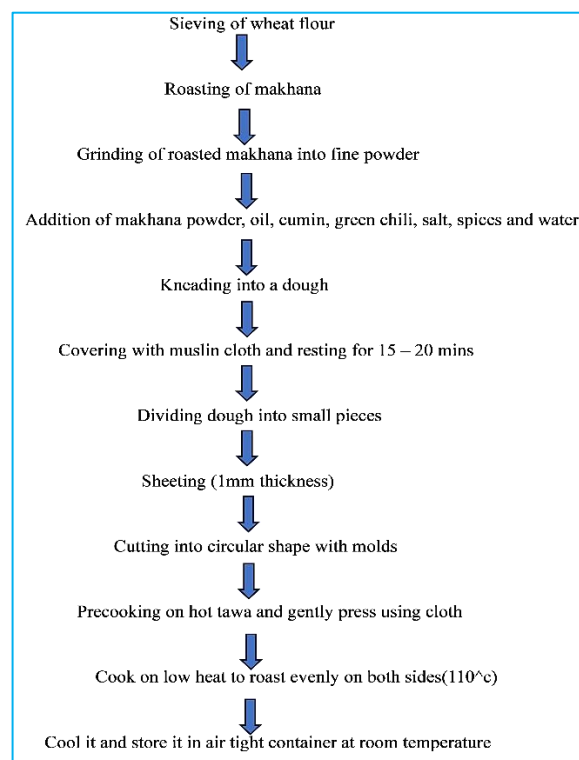 Sieving of wheat flour
Roasting of makhana
Grinding of roasted makhana into fine powder
Addition of makhana powder, oil, cumin, green chili, salt, spices and water
Kneading into a dough
Covering with muslin cloth and resting for 15 – 20 mins
Dividing dough into small pieces
Sheeting (1mm thickness)
Cutting into circular shape with molds
Precooking on hot tawa and gently press using cloth
Cook on low heat to roast evenly on both sides(110^c)
Cool it and store it in air tight container at room temperature